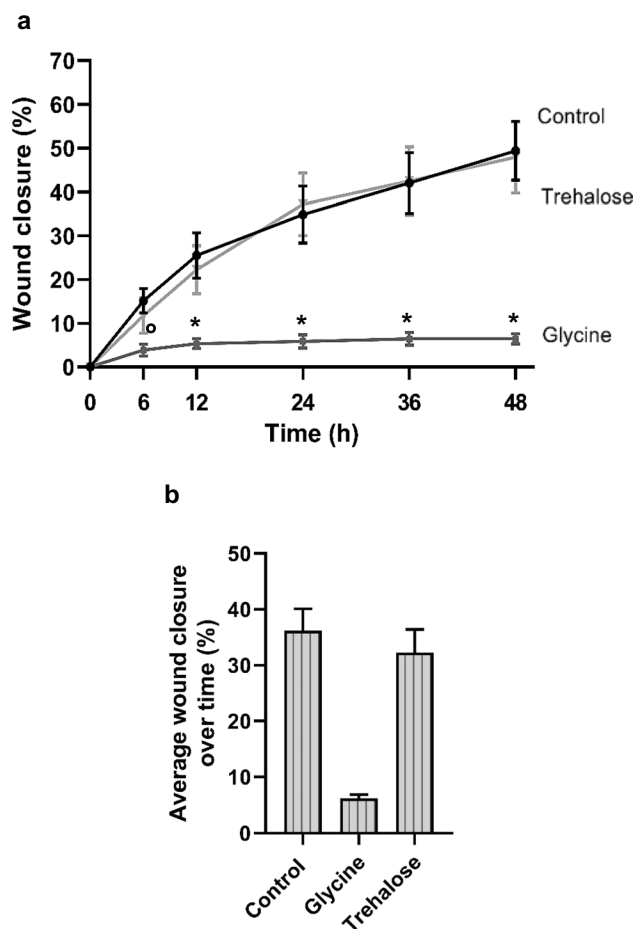 a
Wound closure (%)
70
60
50
40
30
20
10
0
Control
Trehalose
Glycine
* * * *
0 6 12 24 36 48
Time (h)
b
Average wound closure
over time (%)
50
40
30
20
10
0
Control
Glycine
Trehalose